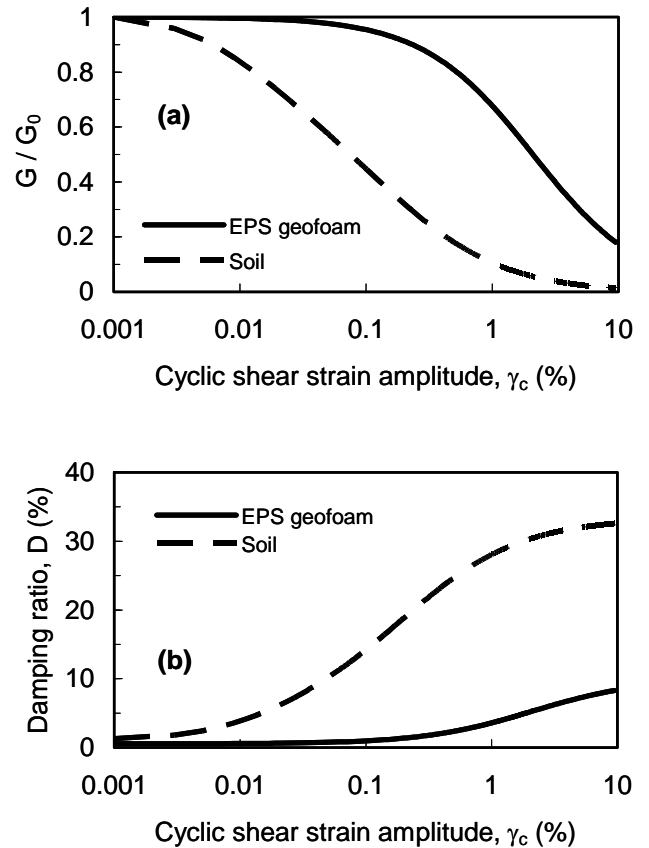 1
0.8
0.6
0.4
0.2
0
G / G₀
(a)
EPS geofoam
Soil
0.001 0.01 0.1 1 10
Cyclic shear strain amplitude, γc (%)
40
30
20
10
0
Damping ratio, D (%)
EPS geofoam
Soil
(b)
0.001 0.01 0.1 1 10
Cyclic shear strain amplitude, γc (%)